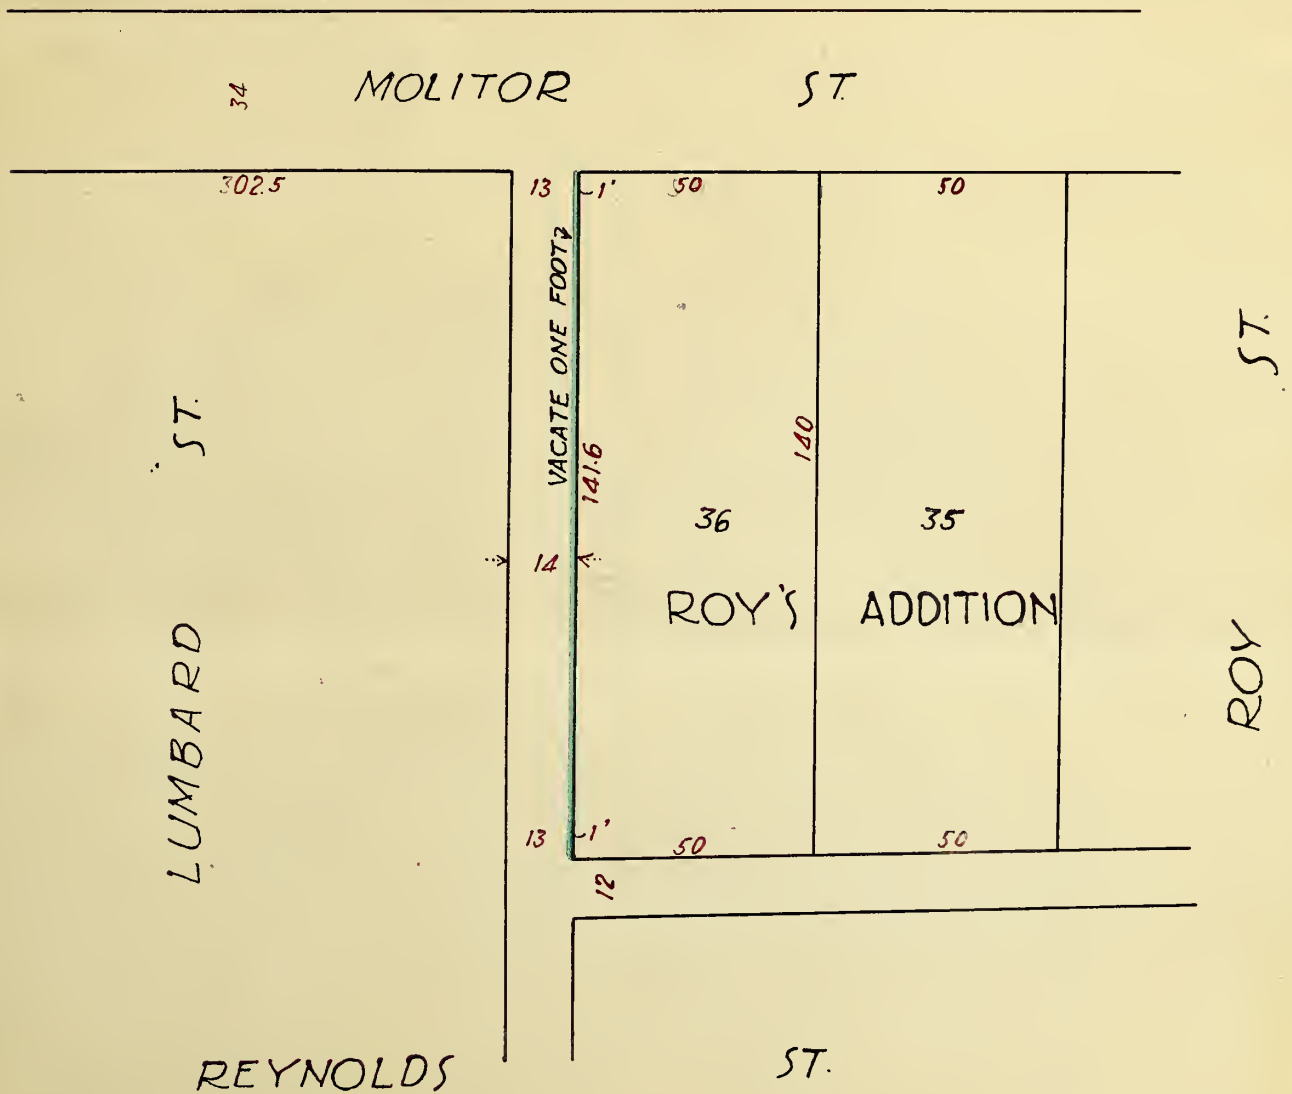 34 MOLITOR ST.
302.5 13 1' 50 50
VACATE ONE FOOT
141.6
140
LUMBARD ST.
ROY ST.
36 35
14
ROY'S ADDITION
13 1' 50 50
12
REYNOLDS ST.